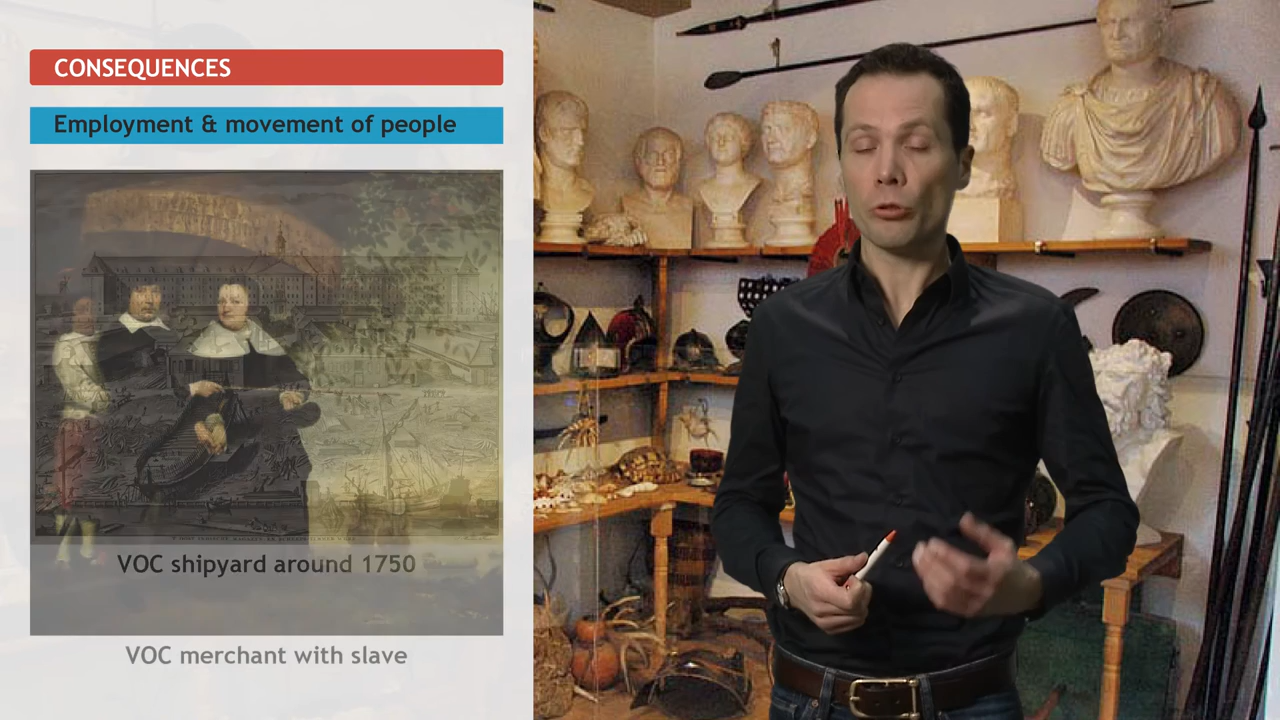 CONSEQUENCES
Employment & movement of people
VOC shipyard around 1750
VOC merchant with slave